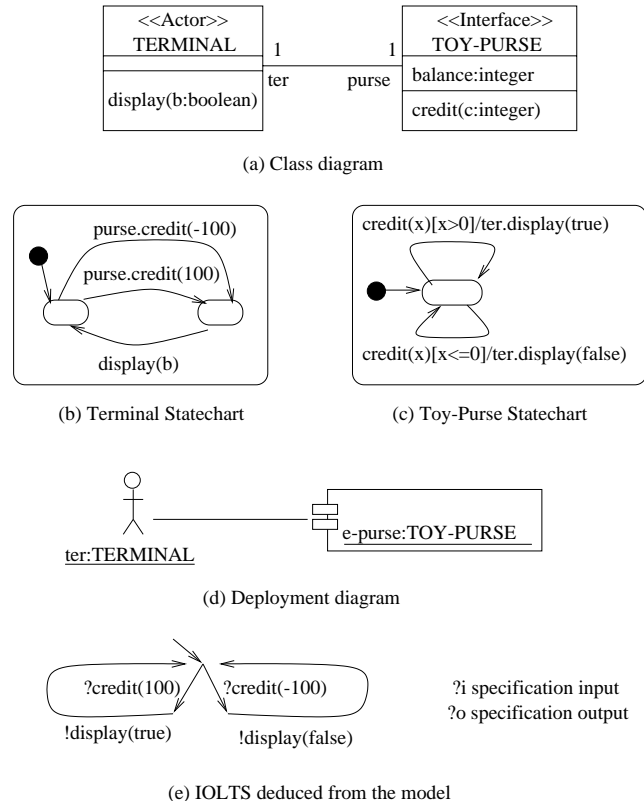 <<Actor>>
TERMINAL
display(b:boolean)
1
1
ter
purse
<<Interface>>
TOY-PURSE
balance:integer
credit(c:integer)
(a) Class diagram
purse.credit(-100)
purse.credit(100)
display(b)
(b) Terminal Statechart
credit(x)[x>0]/ter.display(true)
credit(x)[x<=0]/ter.display(false)
(c) Toy-Purse Statechart
ter:TERMINAL
e-purse:TOY-PURSE
(d) Deployment diagram
?credit(100)
?credit(-100)
!display(true)
!display(false)
?i specification input
?o specification output
(e) IOLTS deduced from the model